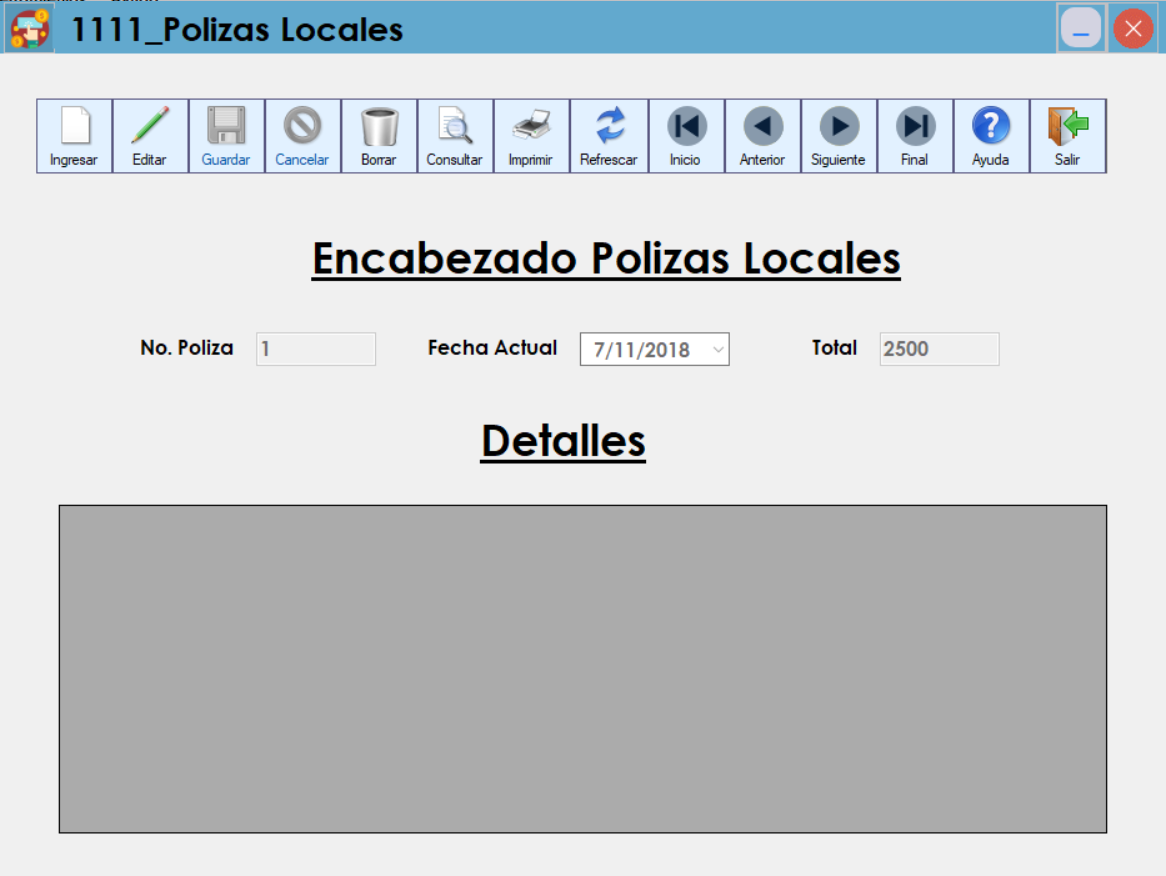 1111_Polizas Locales
Ingresar Editar Guardar Cancelar Borrar Consultar Imprimir Refrescar Inicio Anterior Siguiente Final Ayuda Salir
Encabezado Polizas Locales
No. Poliza 1 Fecha Actual 7/11/2018 Total 2500
Detalles